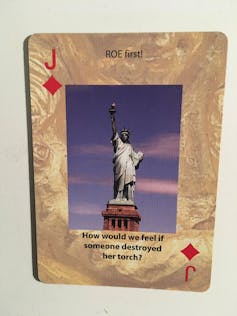 J
ROE first!
How would we feel if
someone destroyed
her torch?
J